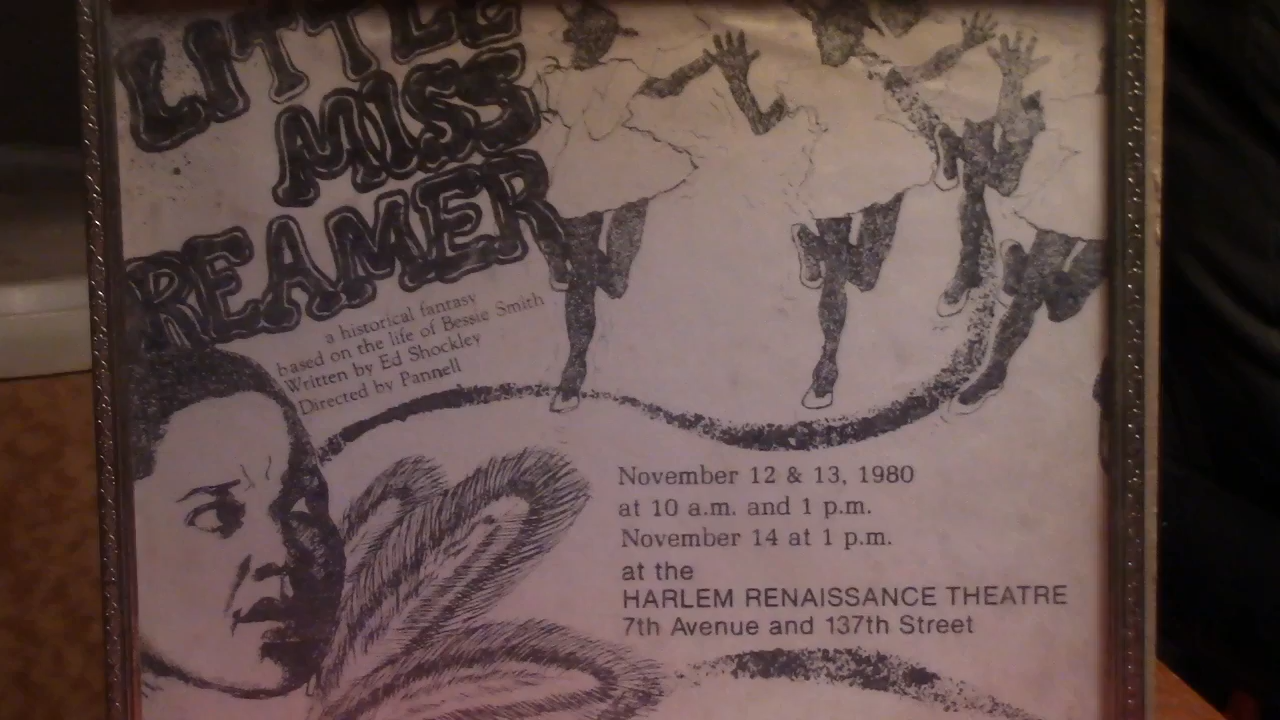 LITTLE
MISS
REAMER
a historical fantasy
based on the life of Bessie Smith
Written by Ed Shockley
Directed by Pannell
November 12 & 13, 1980
at 10 a.m. and 1 p.m.
November 14 at 1 p.m.
at the
HARLEM RENAISSANCE THEATRE
7th Avenue and 137th Street